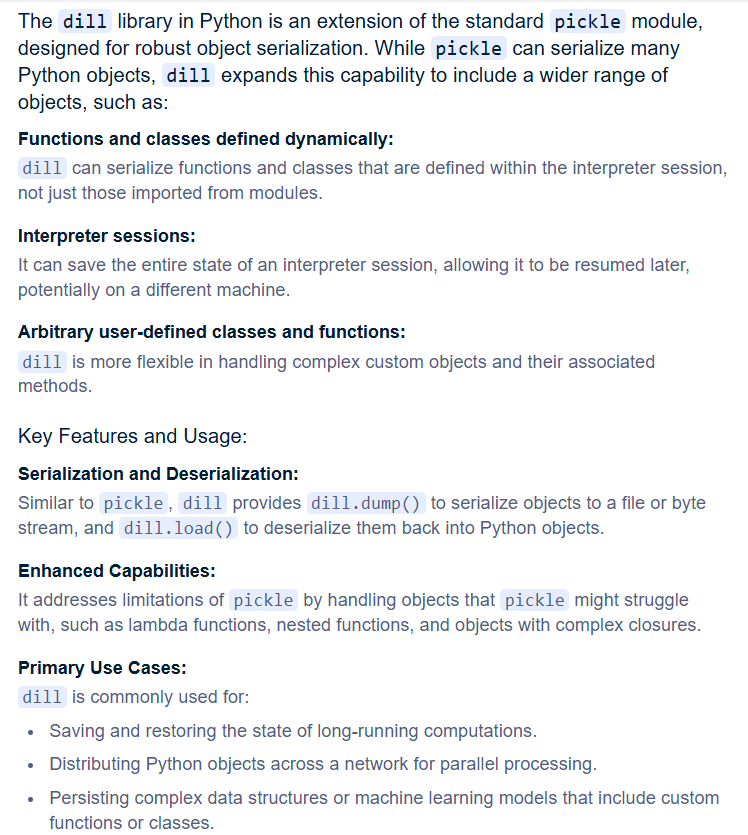 The dill library in Python is an extension of the standard pickle module,
designed for robust object serialization. While pickle can serialize many
Python objects, dill expands this capability to include a wider range of
objects, such as:
Functions and classes defined dynamically:
dill can serialize functions and classes that are defined within the interpreter session,
not just those imported from modules.
Interpreter sessions:
It can save the entire state of an interpreter session, allowing it to be resumed later,
potentially on a different machine.
Arbitrary user-defined classes and functions:
dill is more flexible in handling complex custom objects and their associated
methods.
Key Features and Usage:
Serialization and Deserialization:
Similar to pickle, dill provides dill.dump() to serialize objects to a file or byte
stream, and dill.load() to deserialize them back into Python objects.
Enhanced Capabilities:
It addresses limitations of pickle by handling objects that pickle might struggle
with, such as lambda functions, nested functions, and objects with complex closures.
Primary Use Cases:
dill is commonly used for:
• Saving and restoring the state of long-running computations.
• Distributing Python objects across a network for parallel processing.
• Persisting complex data structures or machine learning models that include custom
functions or classes.